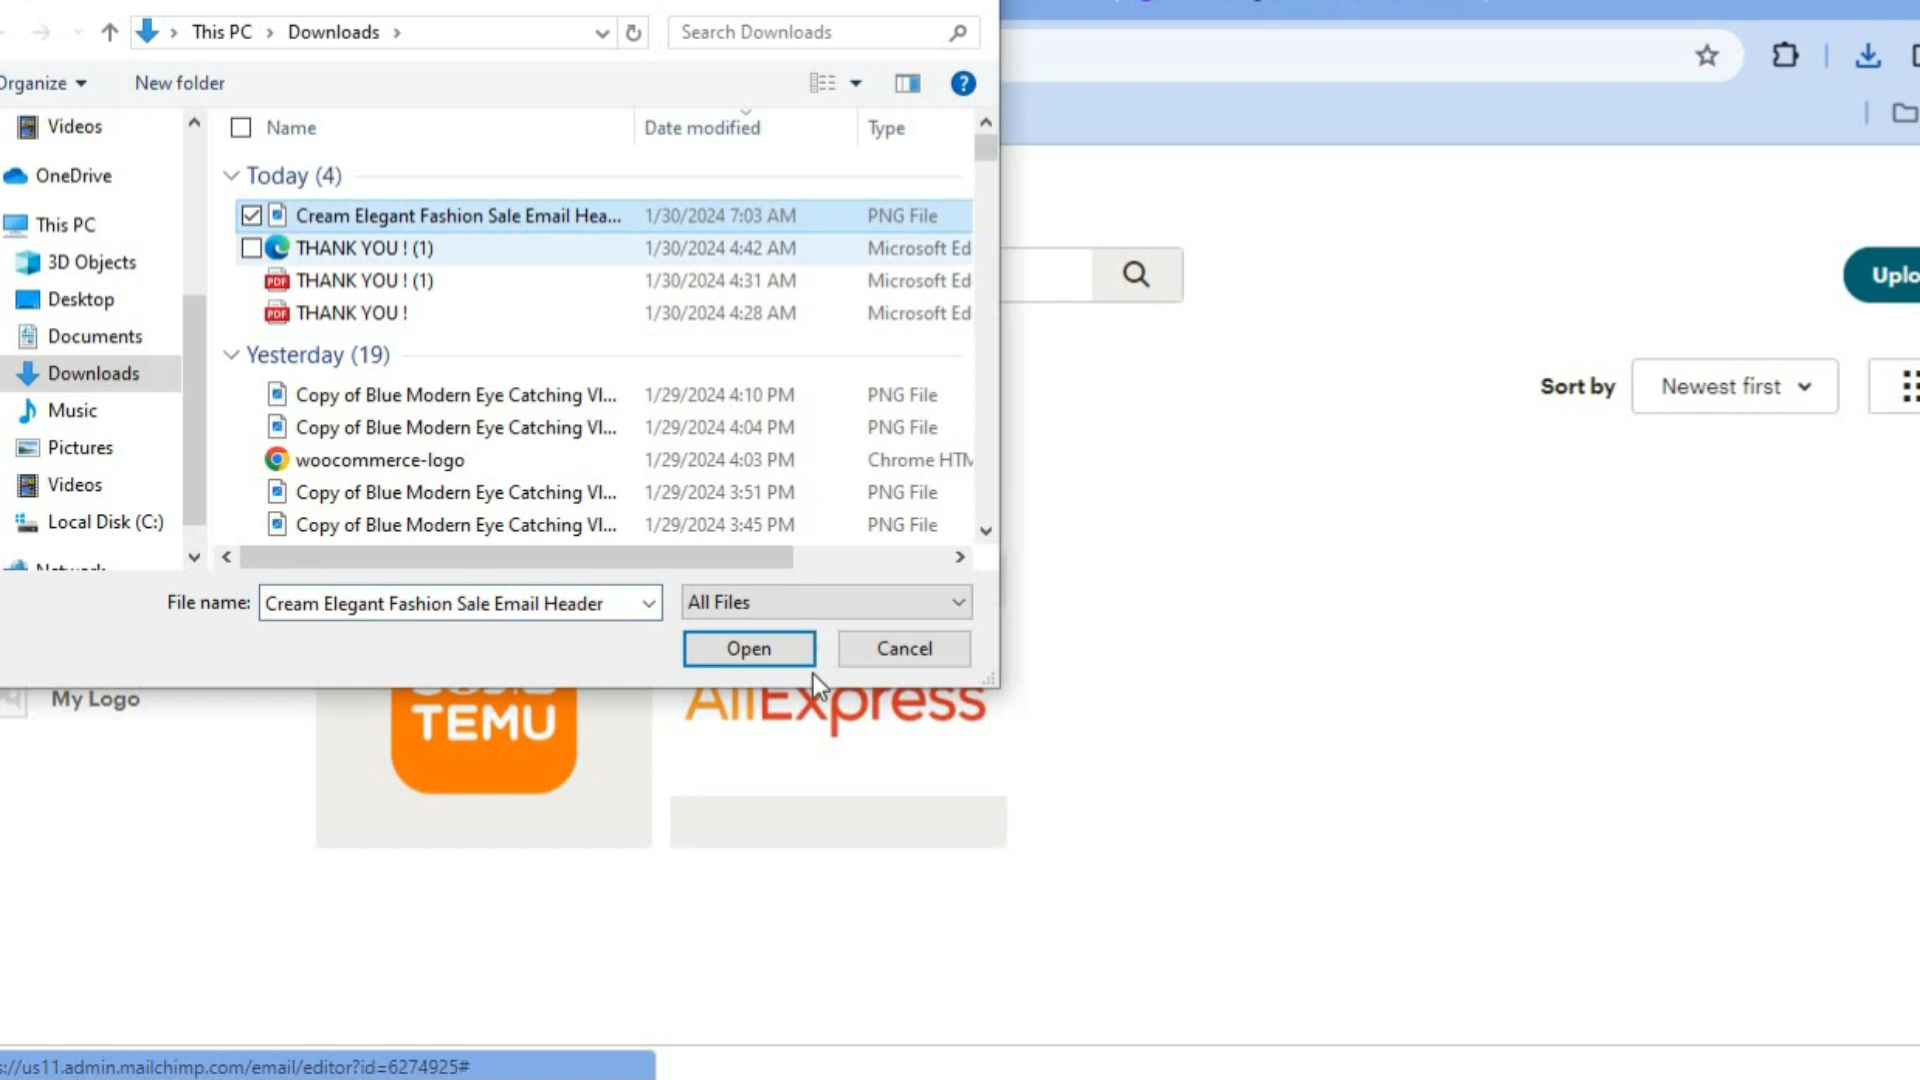 This PC > Downloads >
Search Downloads
Organize
New folder
Videos
OneDrive
This PC
3D Objects
Desktop
Documents
Downloads
Music
Pictures
Videos
Local Disk (C:)
Network
Name Date modified Type
Today (4)
Cream Elegant Fashion Sale Email Hea... 1/30/2024 7:03 AM PNG File
THANK YOU ! (1) 1/30/2024 4:42 AM Microsoft Ed
THANK YOU ! (1) 1/30/2024 4:31 AM Microsoft Ed
THANK YOU ! 1/30/2024 4:28 AM Microsoft Ed
Yesterday (19)
Copy of Blue Modern Eye Catching Vl... 1/29/2024 4:10 PM PNG File
Copy of Blue Modern Eye Catching Vl... 1/29/2024 4:04 PM PNG File
woocommerce-logo 1/29/2024 4:03 PM Chrome HTM
Copy of Blue Modern Eye Catching Vl... 1/29/2024 3:51 PM PNG File
Copy of Blue Modern Eye Catching Vl... 1/29/2024 3:45 PM PNG File
File name: Cream Elegant Fashion Sale Email Header
All Files
Open
Cancel
Uplo
Sort by
Newest first
My Logo
TEMU
AliExpress
s://us11.admin.mailchimp.com/email/editor?id=6274925#